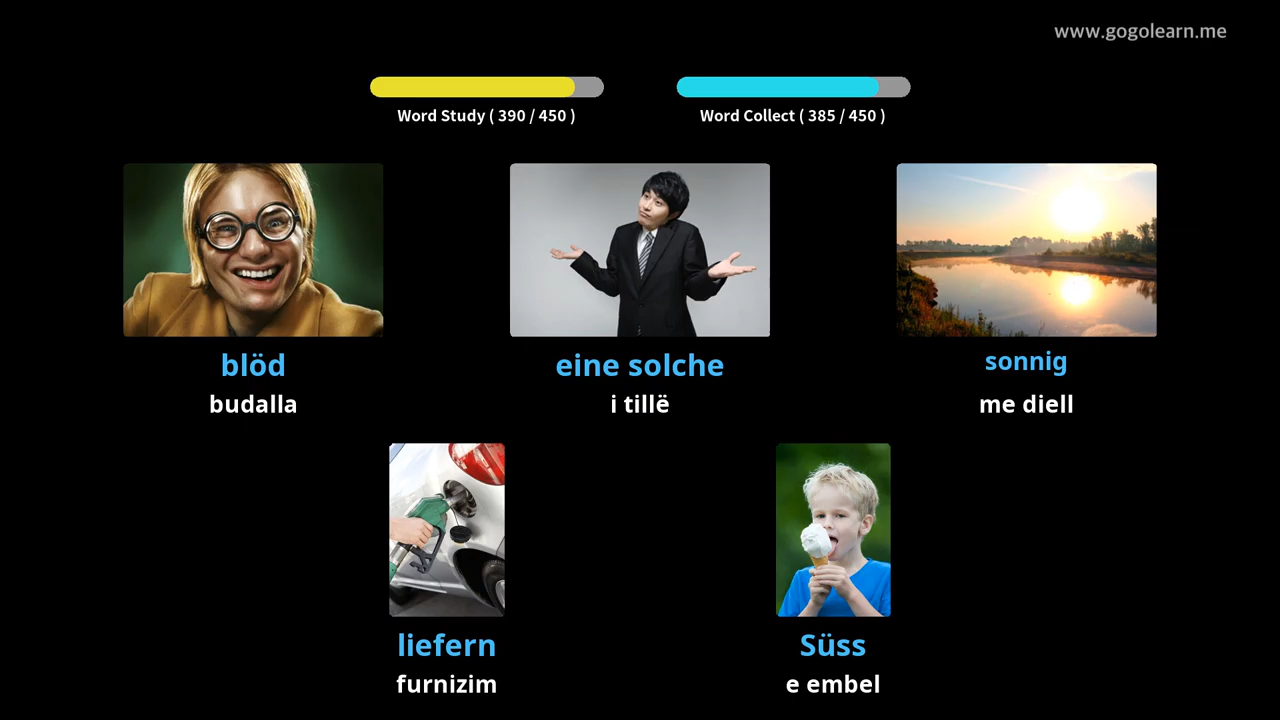 www.gogolearn.me
Word Study ( 390 / 450 )
Word Collect ( 385 / 450 )
blöd
eine solche
sonnig
budalla
i tillë
me diell
liefern
Süss
furnizim
e embel